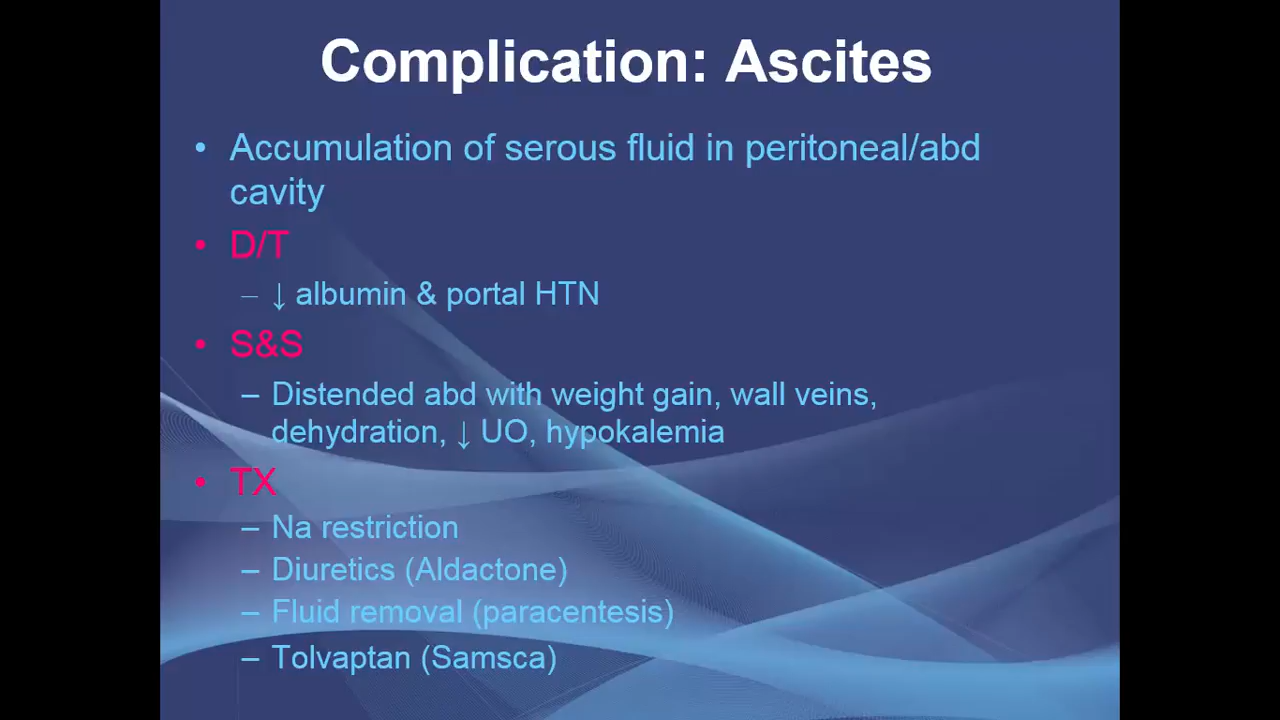 Complication: Ascites
• Accumulation of serous fluid in peritoneal/abd
cavity
• D/T
– ↓ albumin & portal HTN
• S&S
– Distended abd with weight gain, wall veins,
dehydration, ↓ UO, hypokalemia
• TX
– Na restriction
– Diuretics (Aldactone)
– Fluid removal (paracentesis)
– Tolvaptan (Samsca)